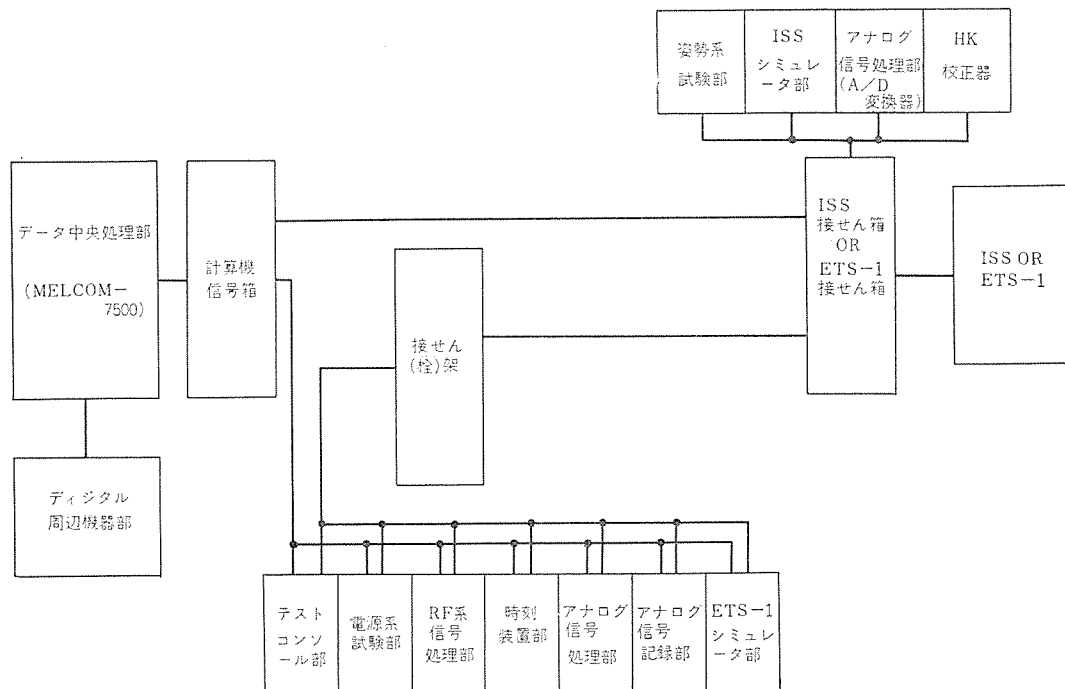 姿勢系
試験部
ISS
シミュレ
ータ部
アナログ
信号処理部
(A/D
変換器)
HK
校正器
データ中央処理部
(MELCOM−
7500)
計算機
信号箱
ISS
接せん箱
OR
ETS−1
接せん箱
ISS OR
ETS−1
接せん
(栓)架
ディジタル
周辺機器部
テスト
コンソ
ール部
電源系
試験部
RF系
信号
処理部
時刻
装置部
アナログ
信号
処理部
アナログ
信号
記録部
ETS−1
シミュレ
ータ部